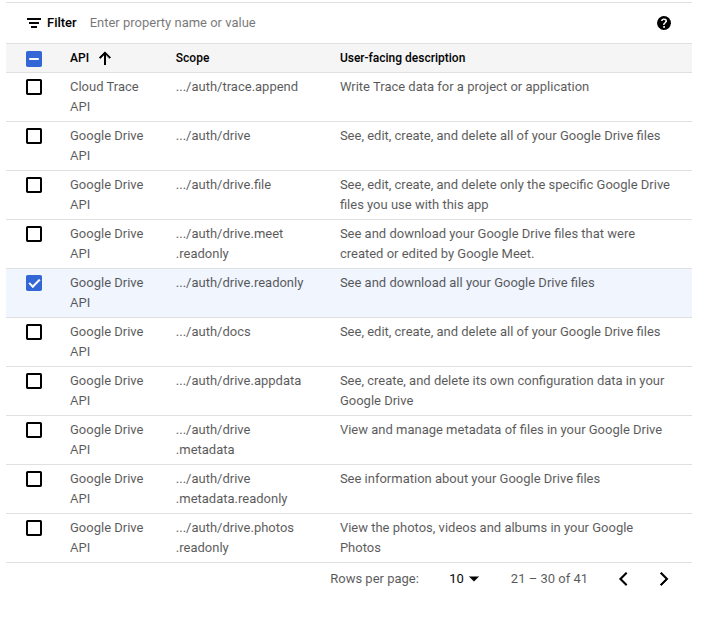 Filter Enter property name or value
API Scope User-facing description
Cloud Trace API .../auth/trace.append Write Trace data for a project or application
Google Drive API .../auth/drive See, edit, create, and delete all of your Google Drive files
Google Drive API .../auth/drive.file See, edit, create, and delete only the specific Google Drive
files you use with this app
Google Drive API .../auth/drive.meet
.readonly See and download your Google Drive files that were
created or edited by Google Meet.
Google Drive API .../auth/drive.readonly See and download all your Google Drive files
Google Drive API .../auth/docs See, edit, create, and delete all of your Google Drive files
Google Drive API .../auth/drive.appdata See, create, and delete its own configuration data in your
Google Drive
Google Drive API .../auth/drive
.metadata View and manage metadata of files in your Google Drive
Google Drive API .../auth/drive
.metadata.readonly See information about your Google Drive files
Google Drive API .../auth/drive.photos
.readonly View the photos, videos and albums in your Google
Photos
Rows per page: 10 21 – 30 of 41